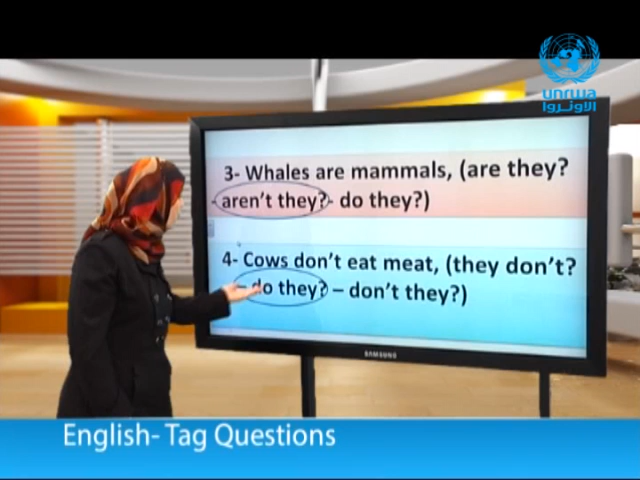 unrwa
الأونروا
3- Whales are mammals, (are they?
- aren't they?- do they?)
4- Cows don't eat meat, (they don't?
– do they? – don't they?)
SAMSUNG
English- Tag Questions